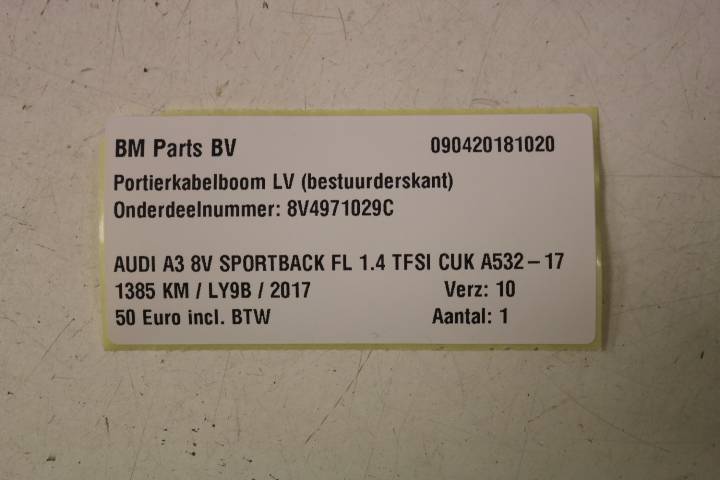 BM Parts BV 090420181020
Portierkabelboom LV (bestuurderskant)
Onderdeelnummer: 8V4971029C
AUDI A3 8V SPORTBACK FL 1.4 TFSI CUK A532-17
1385 KM / LY9B / 2017 Verz: 10
50 Euro incl. BTW Aantal: 1